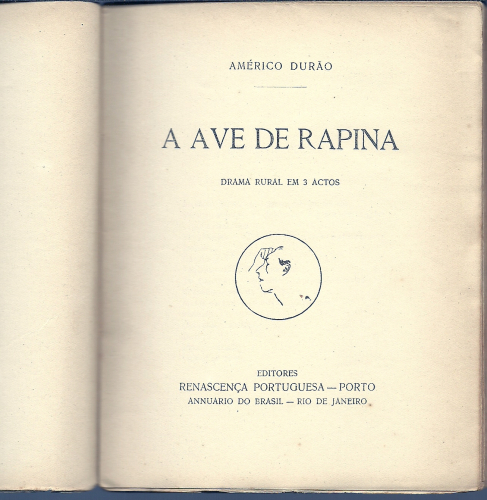 AMÉRICO DURÃO
A AVE DE RAPINA
DRAMA RURAL EM 3 ACTOS
EDITORES
RENASCENÇA PORTUGUESA — PORTO
ANNUARIO DO BRASIL — RIO DE JANEIRO